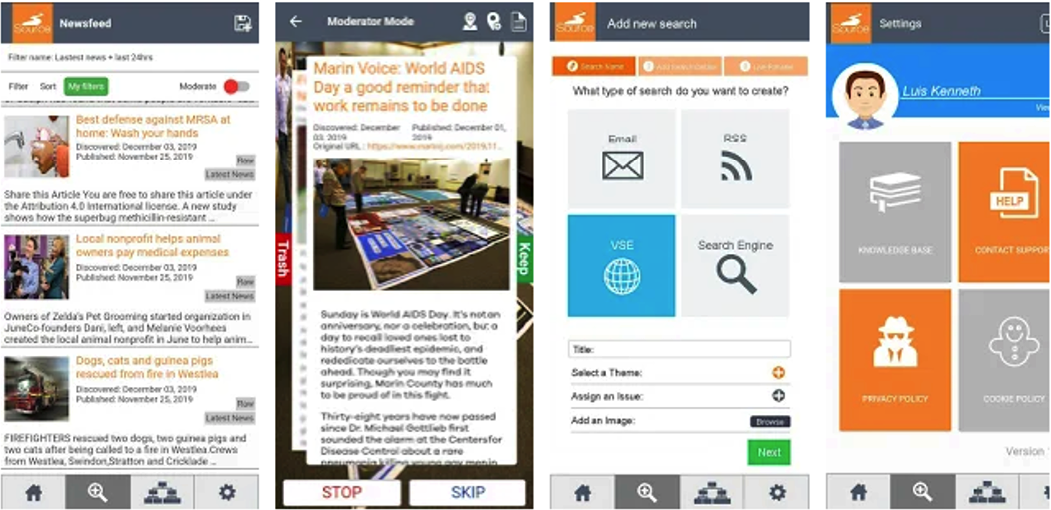 Source
Newsfeed
Filter name: Lastest news + last 24hrs
Filter Sort My filters Moderate
Best defense against MRSA at
home: Wash your hands
Discovered: December 03, 2019
Published: November 25, 2019
Raw
Latest News
Share this Article You are free to share this article under
the Attribution 4.0 International license. A new study
shows how the superbug methicillin-resistant ...
Local nonprofit helps animal
owners pay medical expenses
Discovered: December 03, 2019
Published: November 25, 2019
Raw
Latest News
Owners of Zelda's Pet Grooming started organization in
JuneCo-founders Dani, left, and Melanie Voorhees
created the local animal nonprofit in June to help anim...
Dogs, cats and guinea pigs
rescued from fire in Westlea
Discovered: December 03, 2019
Published: November 25, 2019
Raw
Latest News
FIREFIGHTERS rescued two dogs, two guinea pigs and
two cats after being called to a fire in Westlea.Crews
from Westlea, Swindon,Stratton and Cricklade ...
Moderator Mode
Marin Voice: World AIDS
Day a good reminder that
work remains to be done
Discovered: December 03, 2019
Published: December 01, 2019
Original URL : https://www.marinij.com/2019.11...
Trash
Keep
Sunday is World AIDS Day. It's not an
anniversary, nor a celebration, but a
day to recall loved ones lost to
history's deadliest epidemic, and
rededicate ourselves to the battle
ahead. Though you may find it
surprising, Marin County has much
to be proud of in this fight.
Thirty-eight years have now passed
since Dr. Michael Gottlieb first
sounded the alarm at the Centers for
Disease Control about a rare
pneumonia killing young gay men in
STOP SKIP
Source
Add new search
Search Name
What type of search do you want to create?
Email RSS
VSE Search Engine
Title:
Select a Theme:
Assign an Issue:
Add an Image: Browse
Next
Source
Settings
Luis Kenneth
KNOWLEDGE BASE
HELP
CONTACT SUPPOR
PRIVACY POLICY
COOKIE POLICY
Version